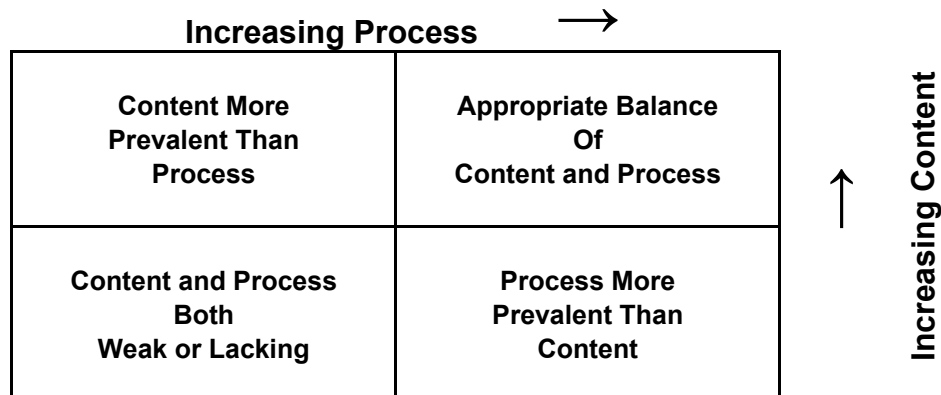 Increasing Process →
Content More
Prevalent Than
Process
Appropriate Balance
Of
Content and Process
Content and Process
Both
Weak or Lacking
Process More
Prevalent Than
Content
↑
Increasing Content